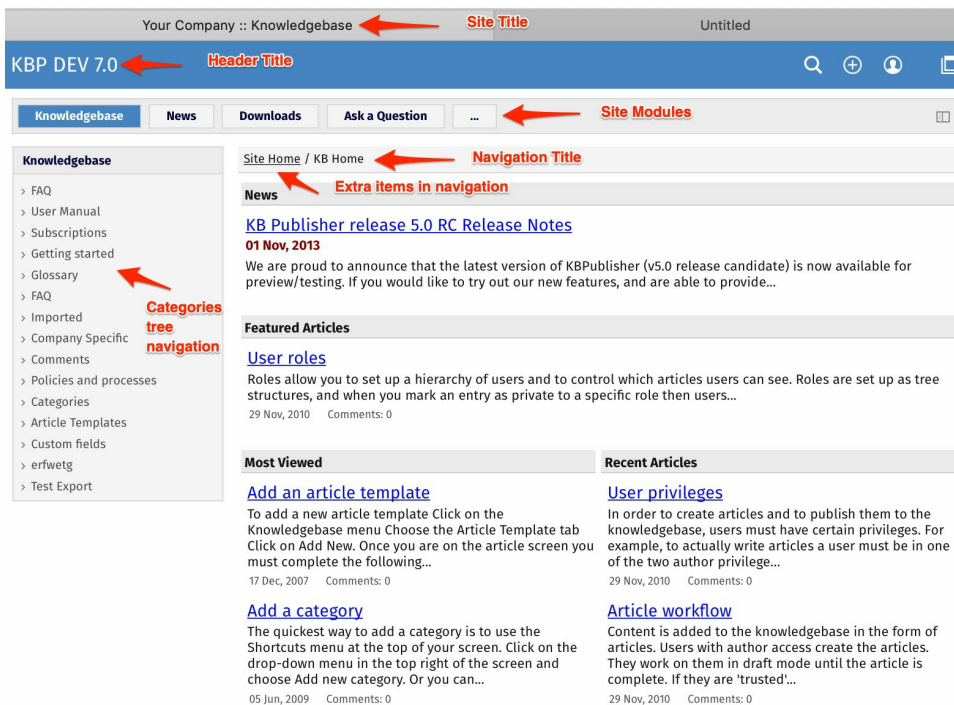 Your Company :: Knowledgebase
Site Title
Untitled
KBP DEV 7.0
Header Title
Knowledgebase
News
Downloads
Ask a Question
...
Site Modules
Knowledgebase
> FAQ
> User Manual
> Subscriptions
> Getting started
> Glossary
> FAQ
> Imported
> Company Specific
> Comments
> Policies and processes
> Categories
> Article Templates
> Custom fields
> erfwetg
> Test Export
Categories
tree
navigation
Site Home / KB Home
Navigation Title
Extra items in navigation
News
KB Publisher release 5.0 RC Release Notes
01 Nov, 2013
We are proud to announce that the latest version of KBPublisher (v5.0 release candidate) is now available for
preview/testing. If you would like to try out our new features, and are able to provide...
Featured Articles
User roles
Roles allow you to set up a hierarchy of users and to control which articles users can see. Roles are set up as tree
structures, and when you mark an entry as private to a specific role then users...
29 Nov, 2010 Comments: 0
Most Viewed
Add an article template
To add a new article template Click on the
Knowledgebase menu Choose the Article Template tab
Click on Add New. Once you are on the article screen you
must complete the following...
17 Dec, 2007 Comments: 0
Add a category
The quickest way to add a category is to use the
Shortcuts menu at the top of your screen. Click on the
drop-down menu in the top right of the screen and
choose Add new category. Or you can...
05 Jun, 2009 Comments: 0
Recent Articles
User privileges
In order to create articles and to publish them to the
knowledgebase, users must have certain privileges. For
example, to actually write articles a user must be in one
of the two author privilege...
29 Nov, 2010 Comments: 0
Article workflow
Content is added to the knowledgebase in the form of
articles. Users with author access create the articles.
They work on them in draft mode until the article is
complete. If they are 'trusted'...
29 Nov, 2010 Comments: 0